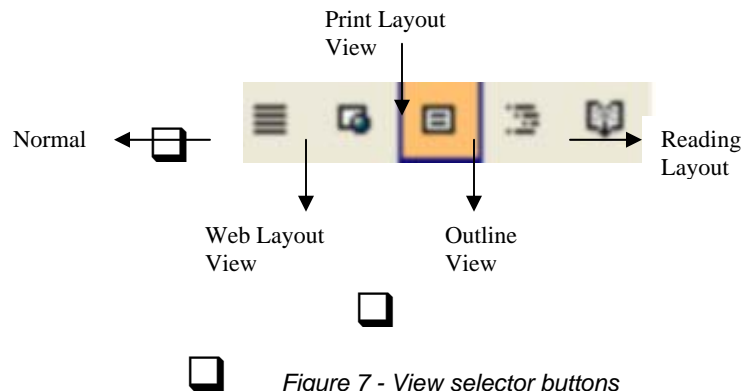 Print Layout
View
Normal
Reading
Layout
Web Layout
View
Outline
View
Figure 7 - View selector buttons